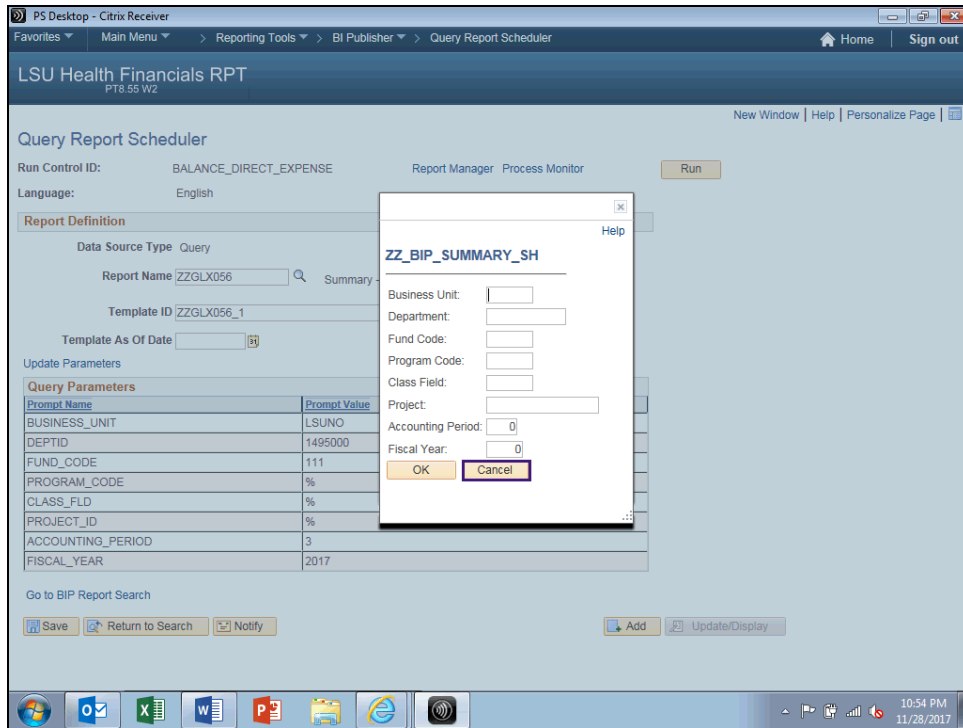 PS Desktop - Citrix Receiver
Favorites Main Menu > Reporting Tools > BI Publisher > Query Report Scheduler Home Sign out
LSU Health Financials RPT
PT8.55 W2
New Window | Help | Personalize Page |
Query Report Scheduler
Run Control ID: BALANCE_DIRECT_EXPENSE Report Manager Process Monitor Run
Language: English
Report Definition
Data Source Type Query
Report Name ZZGLX056 Summary -
Template ID ZZGLX056_1
Template As Of Date 31
Update Parameters
Query Parameters
Prompt Name Prompt Value
BUSINESS_UNIT LSUNO
DEPTID 1495000
FUND_CODE 111
PROGRAM_CODE %
CLASS_FLD %
PROJECT_ID %
ACCOUNTING_PERIOD 3
FISCAL_YEAR 2017
Go to BIP Report Search
Save Return to Search Notify Add Update/Display
Help
ZZ_BIP_SUMMARY_SH
Business Unit:
Department:
Fund Code:
Program Code:
Class Field:
Project:
Accounting Period: 0
Fiscal Year: 0
OK Cancel
10:54 PM
11/28/2017